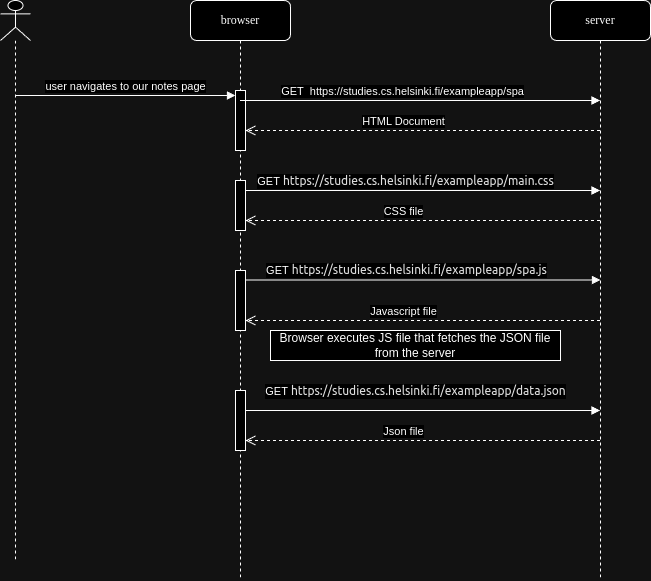 browser
server
user navigates to our notes page
GET https://studies.cs.helsinki.fi/exampleapp/spa
HTML Document
GET https://studies.cs.helsinki.fi/exampleapp/main.css
CSS file
GET https://studies.cs.helsinki.fi/exampleapp/spa.js
Javascript file
Browser executes JS file that fetches the JSON file
from the server
GET https://studies.cs.helsinki.fi/exampleapp/data.json
Json file